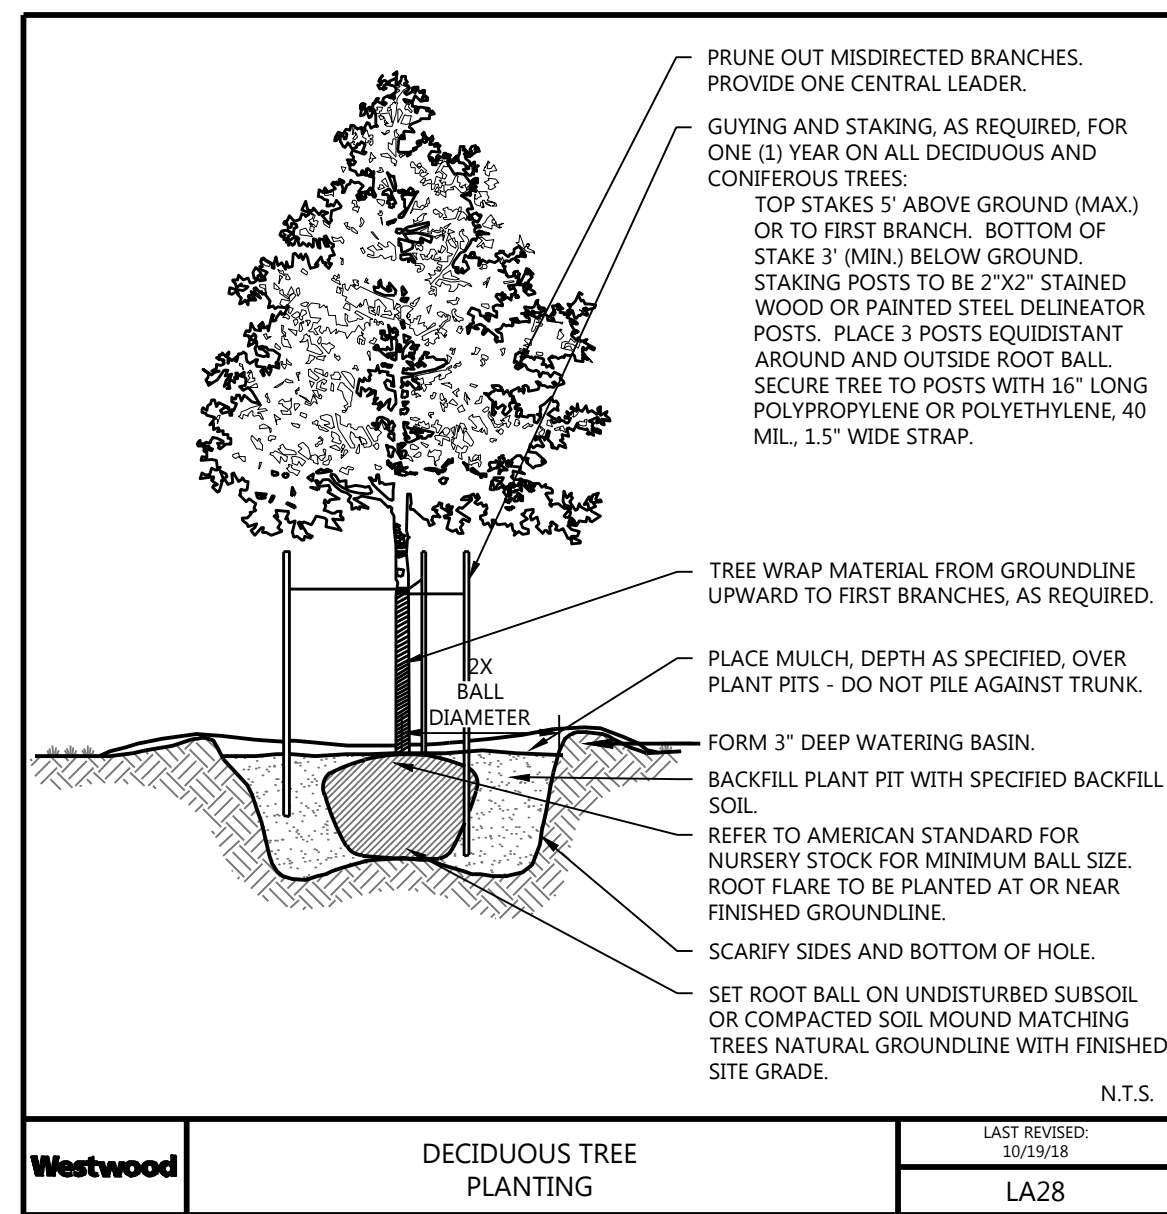 PRUNE OUT MISDIRECTED BRANCHES.
PROVIDE ONE CENTRAL LEADER.
GUYING AND STAKING, AS REQUIRED, FOR
ONE (1) YEAR ON ALL DECIDUOUS AND
CONIFEROUS TREES:
TOP STAKES 5' ABOVE GROUND (MAX.)
OR TO FIRST BRANCH. BOTTOM OF
STAKE 3' (MIN.) BELOW GROUND.
STAKING POSTS TO BE 2"X2" STAINED
WOOD OR PAINTED STEEL DELINEATOR
POSTS. PLACE 3 POSTS EQUIDISTANT
AROUND AND OUTSIDE ROOT BALL.
SECURE TREE TO POSTS WITH 16" LONG
POLYPROPYLENE OR POLYETHYLENE, 40
MIL., 1.5" WIDE STRAP.
TREE WRAP MATERIAL FROM GROUNDLINE
UPWARD TO FIRST BRANCHES, AS REQUIRED.
2X
BALL
DIAMETER
PLACE MULCH, DEPTH AS SPECIFIED, OVER
PLANT PITS - DO NOT PILE AGAINST TRUNK.
FORM 3" DEEP WATERING BASIN.
BACKFILL PLANT PIT WITH SPECIFIED BACKFILL
SOIL.
REFER TO AMERICAN STANDARD FOR
NURSERY STOCK FOR MINIMUM BALL SIZE.
ROOT FLARE TO BE PLANTED AT OR NEAR
FINISHED GROUNDLINE.
SCARIFY SIDES AND BOTTOM OF HOLE.
SET ROOT BALL ON UNDISTURBED SUBSOIL
OR COMPACTED SOIL MOUND MATCHING
TREES NATURAL GROUNDLINE WITH FINISHED
SITE GRADE.
N.T.S.
Westwood
DECIDUOUS TREE
PLANTING
LAST REVISED:
10/19/18
LA28